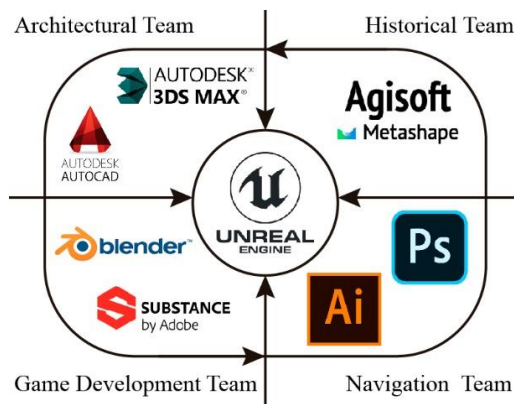 Architectural Team
Historical Team
AUTODESK®
3DS MAX®
Agisoft
Metashape
AUTODESK
AUTOCAD
UNREAL
ENGINE
blender™
Ps
SUBSTANCE
by Adobe
Ai
Game Development Team
Navigation Team